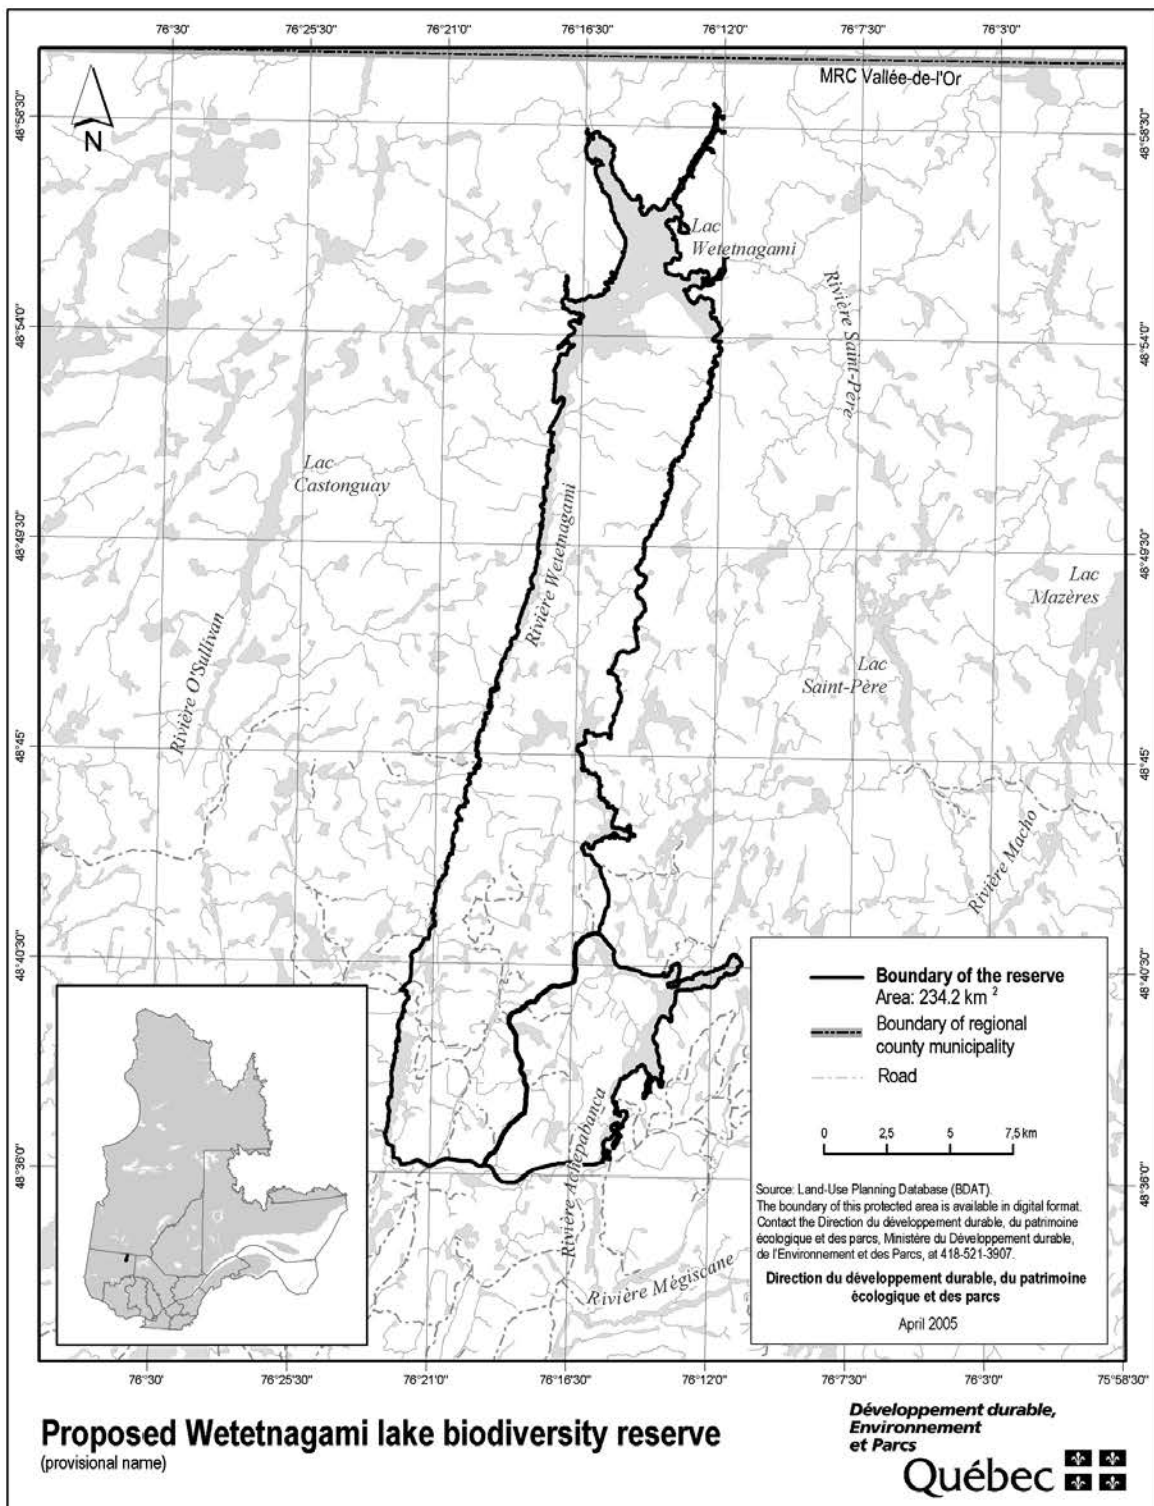 76°30' 76°25'30" 76°21'0" 76°16'30" 76°12'0" 76°7'30" 76°3'0"
MRC Vallée-de-l'Or
N
48°58'30"
48°58'30"
Lac
Wetetnagami
Rivière Saint-Père
48°54'0"
48°54'0"
Lac
Castonguay
48°49'30"
48°49'30"
Rivière Wetetnagami
Lac
Mazères
Rivière O'Sullivan
Lac
Saint-Père
48°45'
48°45'
Rivière Macho
48°40'30"
48°40'30"
Boundary of the reserve
Area: 234.2 km 2
Boundary of regional
county municipality
Road
0 2,5 5 7,5 km
48°36'0"
48°36'0"
Rivière Achepabanca
Rivière Mégiscane
Source: Land-Use Planning Database (BDAT).
The boundary of this protected area is available in digital format.
Contact the Direction du développement durable, du patrimoine
écologique et des parcs, Ministère du Développement durable,
de l'Environnement et des Parcs, at 418-521-3907.
Direction du développement durable, du patrimoine
écologique et des parcs
April 2005
76°30' 76°25'30" 76°21'0" 76°16'30" 76°12'0" 76°7'30" 76°3'0" 75°58'30"
Proposed Wetetnagami lake biodiversity reserve
(provisional name)
Développement durable,
Environnement
et Parcs
Québec